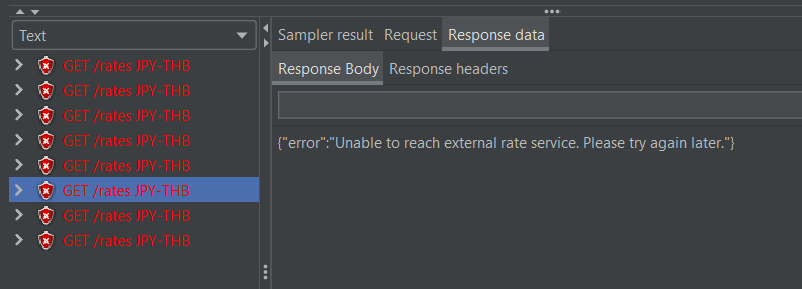 Text
Sampler result Request Response data
GET /rates JPY-THB
Response Body Response headers
GET /rates JPY-THB
GET /rates JPY-THB
GET /rates JPY-THB
{"error":"Unable to reach external rate service. Please try again later."}
GET /rates JPY-THB
GET /rates JPY-THB
GET /rates JPY-THB
GET /rates JPY-THB